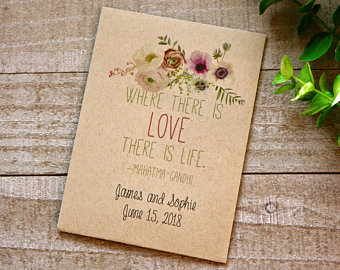 WHERE THERE IS
LOVE
THERE IS LIFE.
-MAHATMA GANDHI
James and Sophie
June 15, 2018